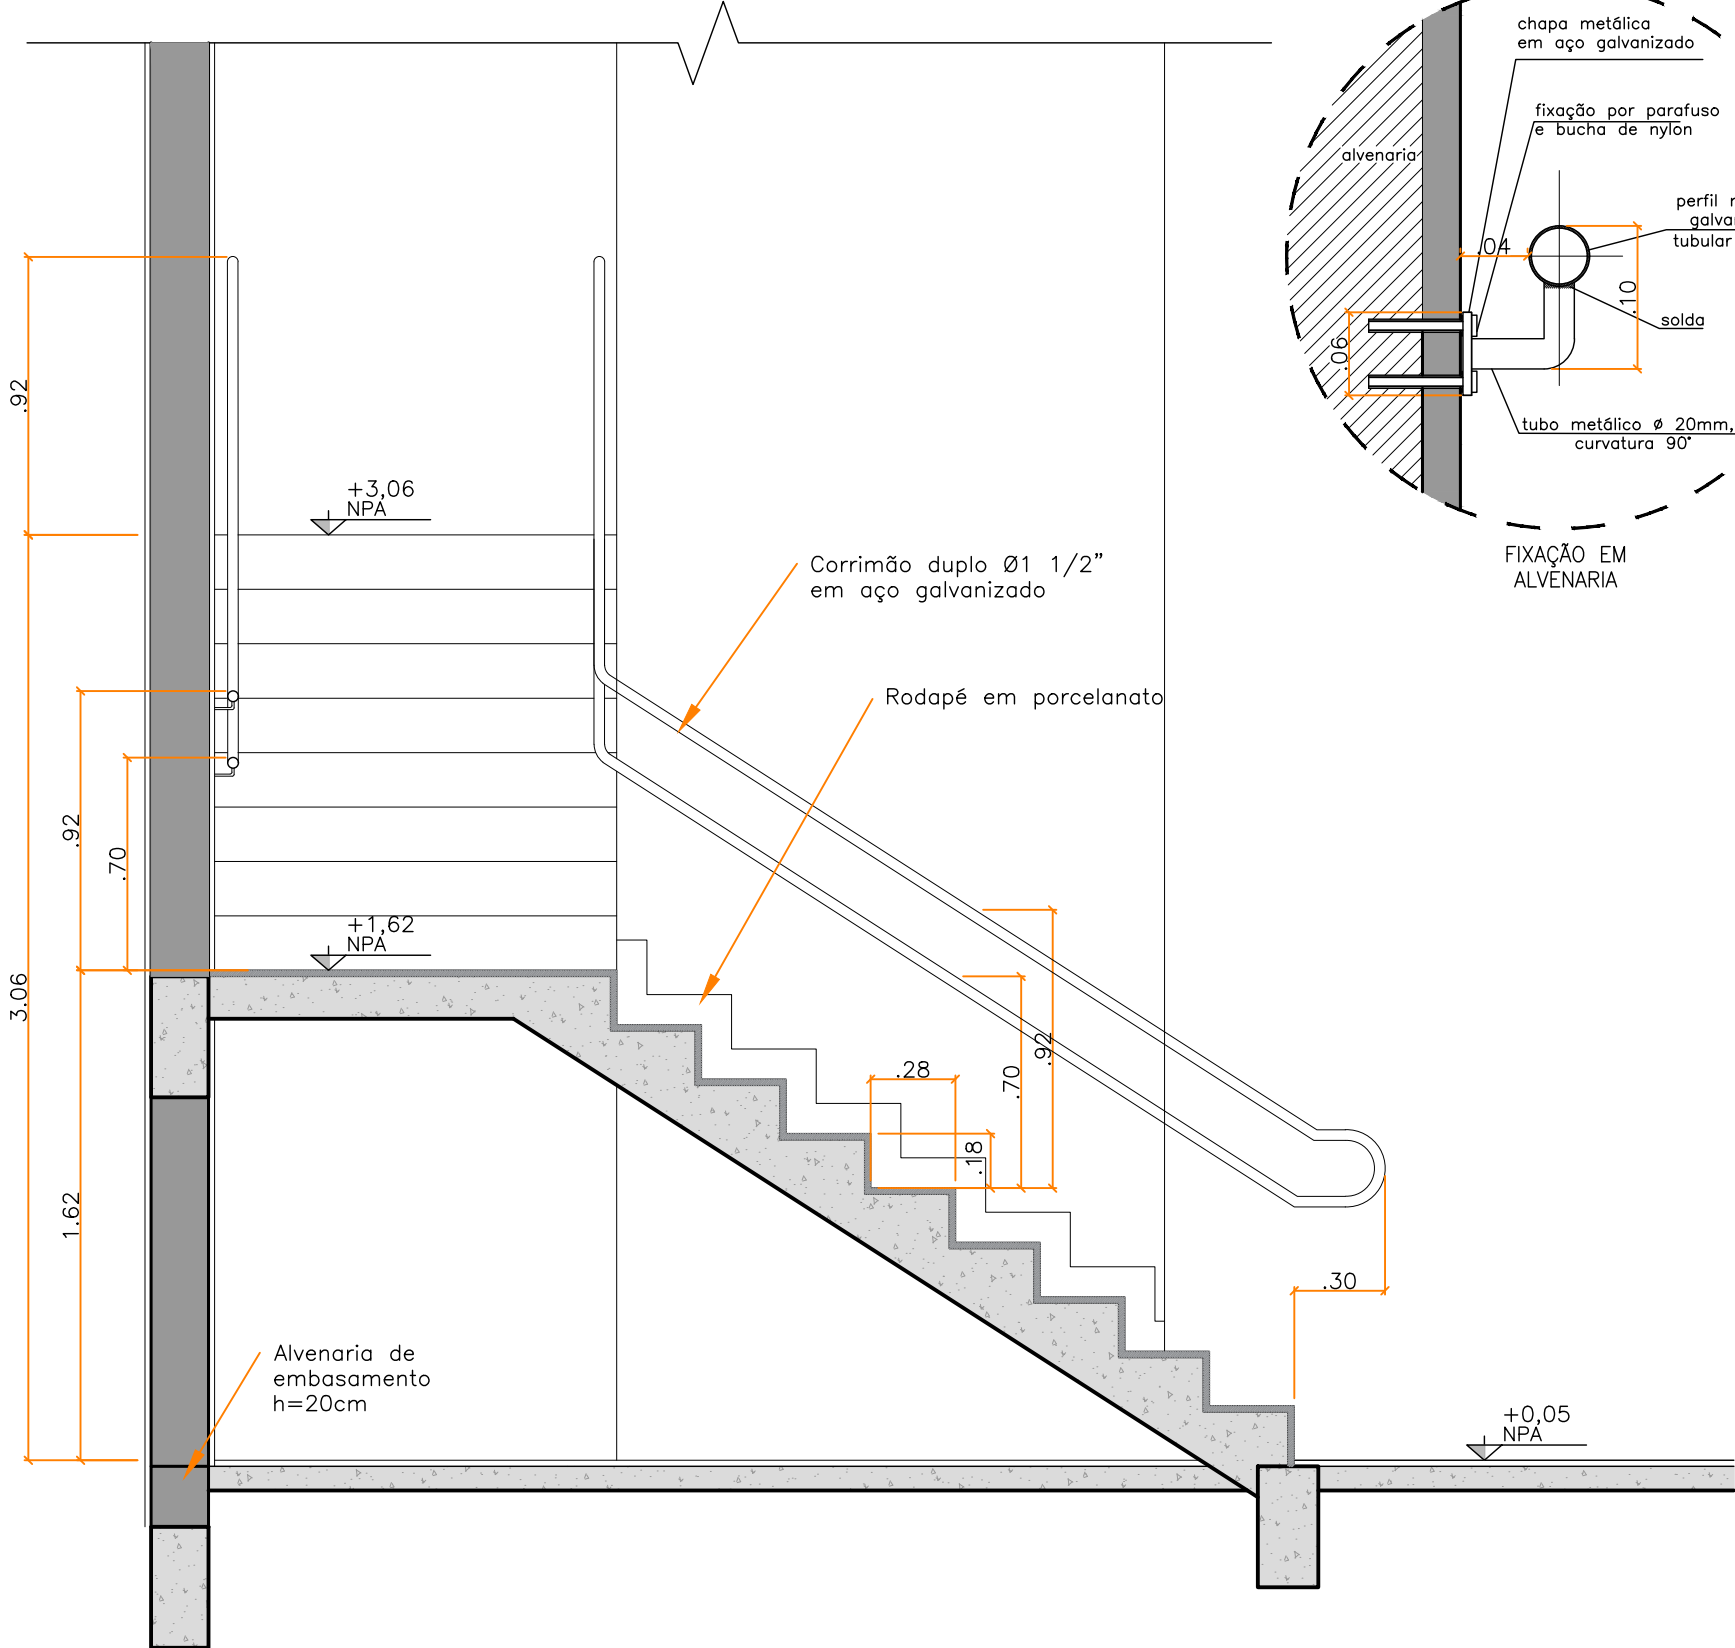 chapa metálica
em aço galvanizado
fixação por parafuso
e bucha de nylon
alvenaria
perfil
tubular
.04
.10
solda
.06
tubo metálico ø 20mm,
curvatura 90°
FIXAÇÃO EM
ALVENARIA
.92
+3,06
NPA
Corrimão duplo Ø1 1/2"
em aço galvanizado
Rodapé em porcelanato
.92
.70
+1,62
NPA
3.06
.92
.70
.28
.18
1.62
.30
Alvenaria de
embasamento
h=20cm
+0,05
NPA